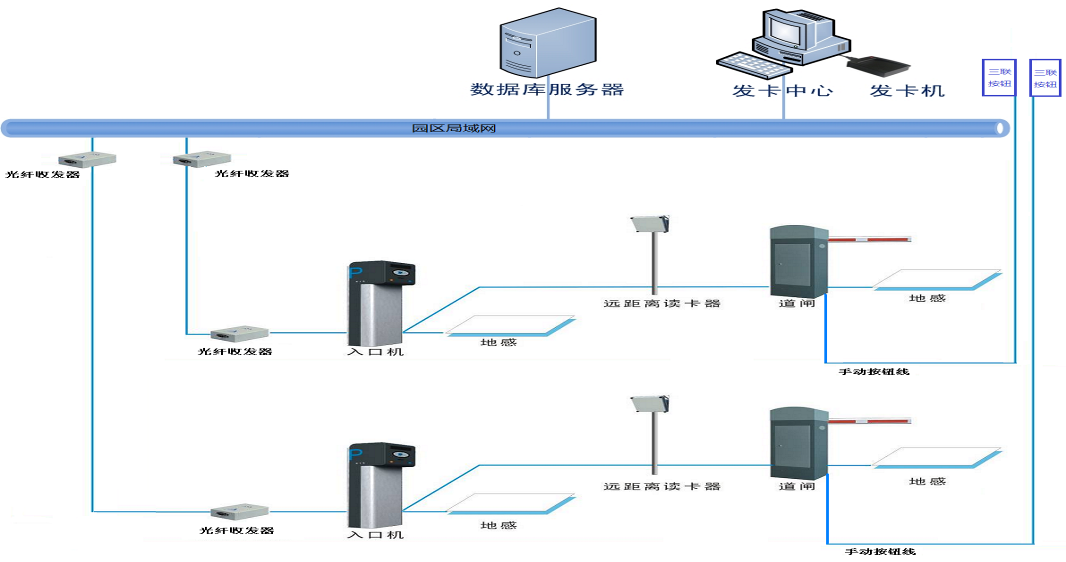 三联
按钮
三联
按钮
数据库服务器
发卡中心
发卡机
园区局域网
光纤收发器
光纤收发器
远距离读卡器
道闸
地感
光纤收发器
入口机
地感
手动按钮线
远距离读卡器
道闸
地感
光纤收发器
入口机
地感
手动按钮线